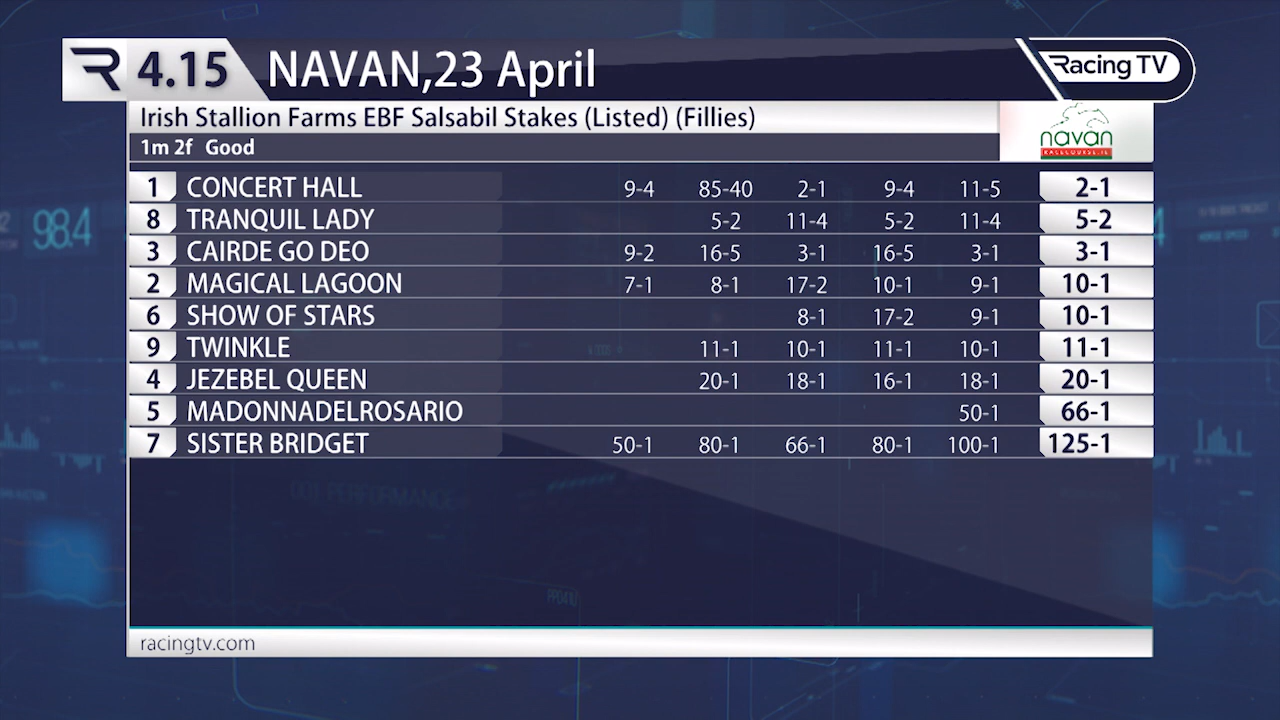 4.15 NAVAN,23 April Racing TV
Irish Stallion Farms EBF Salsabil Stakes (Listed) (Fillies)
1m 2f Good
navan
RACECOURSE.IE
1 CONCERT HALL 9-4 85-40 2-1 9-4 11-5 2-1
8 TRANQUIL LADY 5-2 11-4 5-2 11-4 5-2
3 CAIRDE GO DEO 9-2 16-5 3-1 16-5 3-1 3-1
2 MAGICAL LAGOON 7-1 8-1 17-2 10-1 9-1 10-1
6 SHOW OF STARS 8-1 17-2 9-1 10-1
9 TWINKLE 11-1 10-1 11-1 10-1 11-1
4 JEZEBEL QUEEN 20-1 18-1 16-1 18-1 20-1
5 MADONNADELROSARIO 50-1 66-1
7 SISTER BRIDGET 50-1 80-1 66-1 80-1 100-1 125-1
98.4
racingtv.com